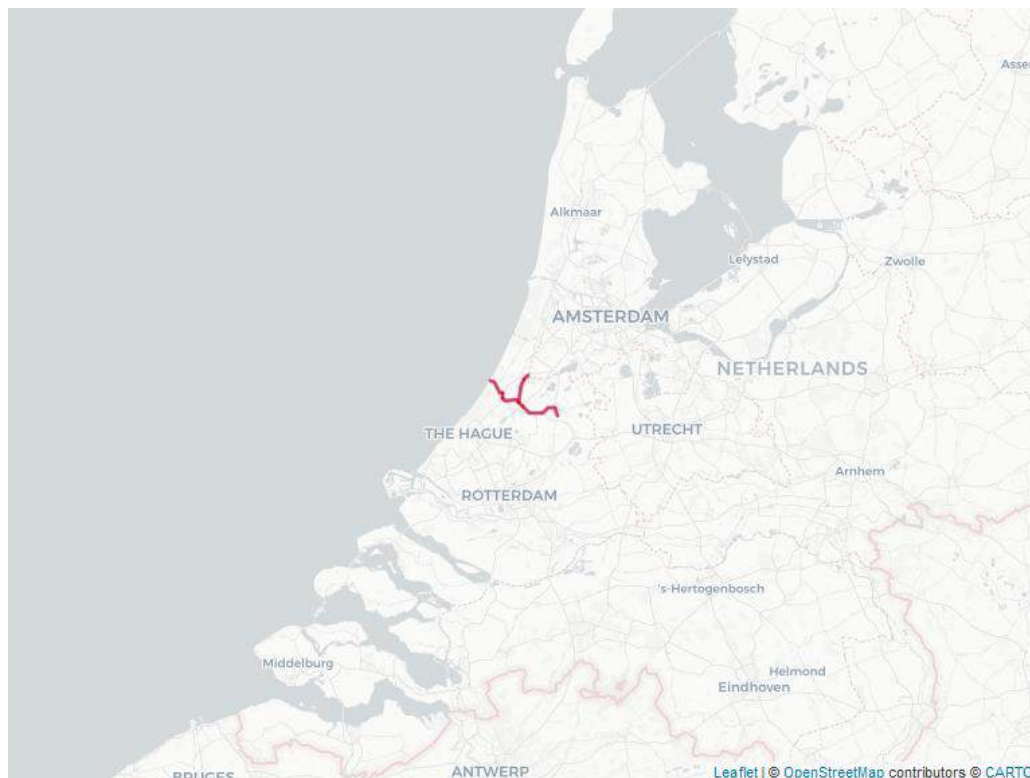 Assen
Alkmaar
Lelystad
Zwolle
AMSTERDAM
NETHERLANDS
THE HAGUE
UTRECHT
Arnhem
ROTTERDAM
's-Hertogenbosch
Middelburg
Helmond
Eindhoven
BRUGES
ANTWERP
Leaflet | © OpenStreetMap contributors © CARTO